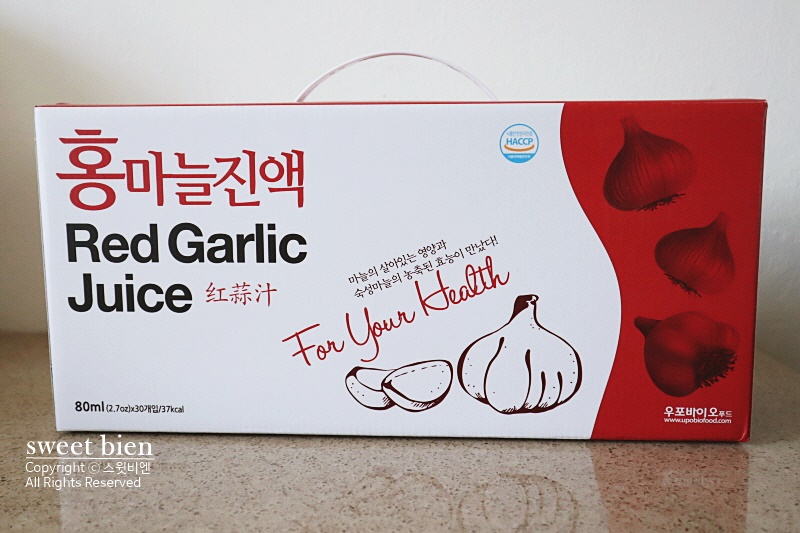 홍마늘진액
HACCP
Red Garlic
Juice 红蒜汁
마늘의 살아있는 영양과
숙성마늘의 농축된 효능이 만났다!
For Your Health
80ml (2.7oz)x30개입/37kcal
우포바이오푸드
www.upobiofood.com
sweet bien
Copyright ⓒ 스윗비엔
All Rights Reserved